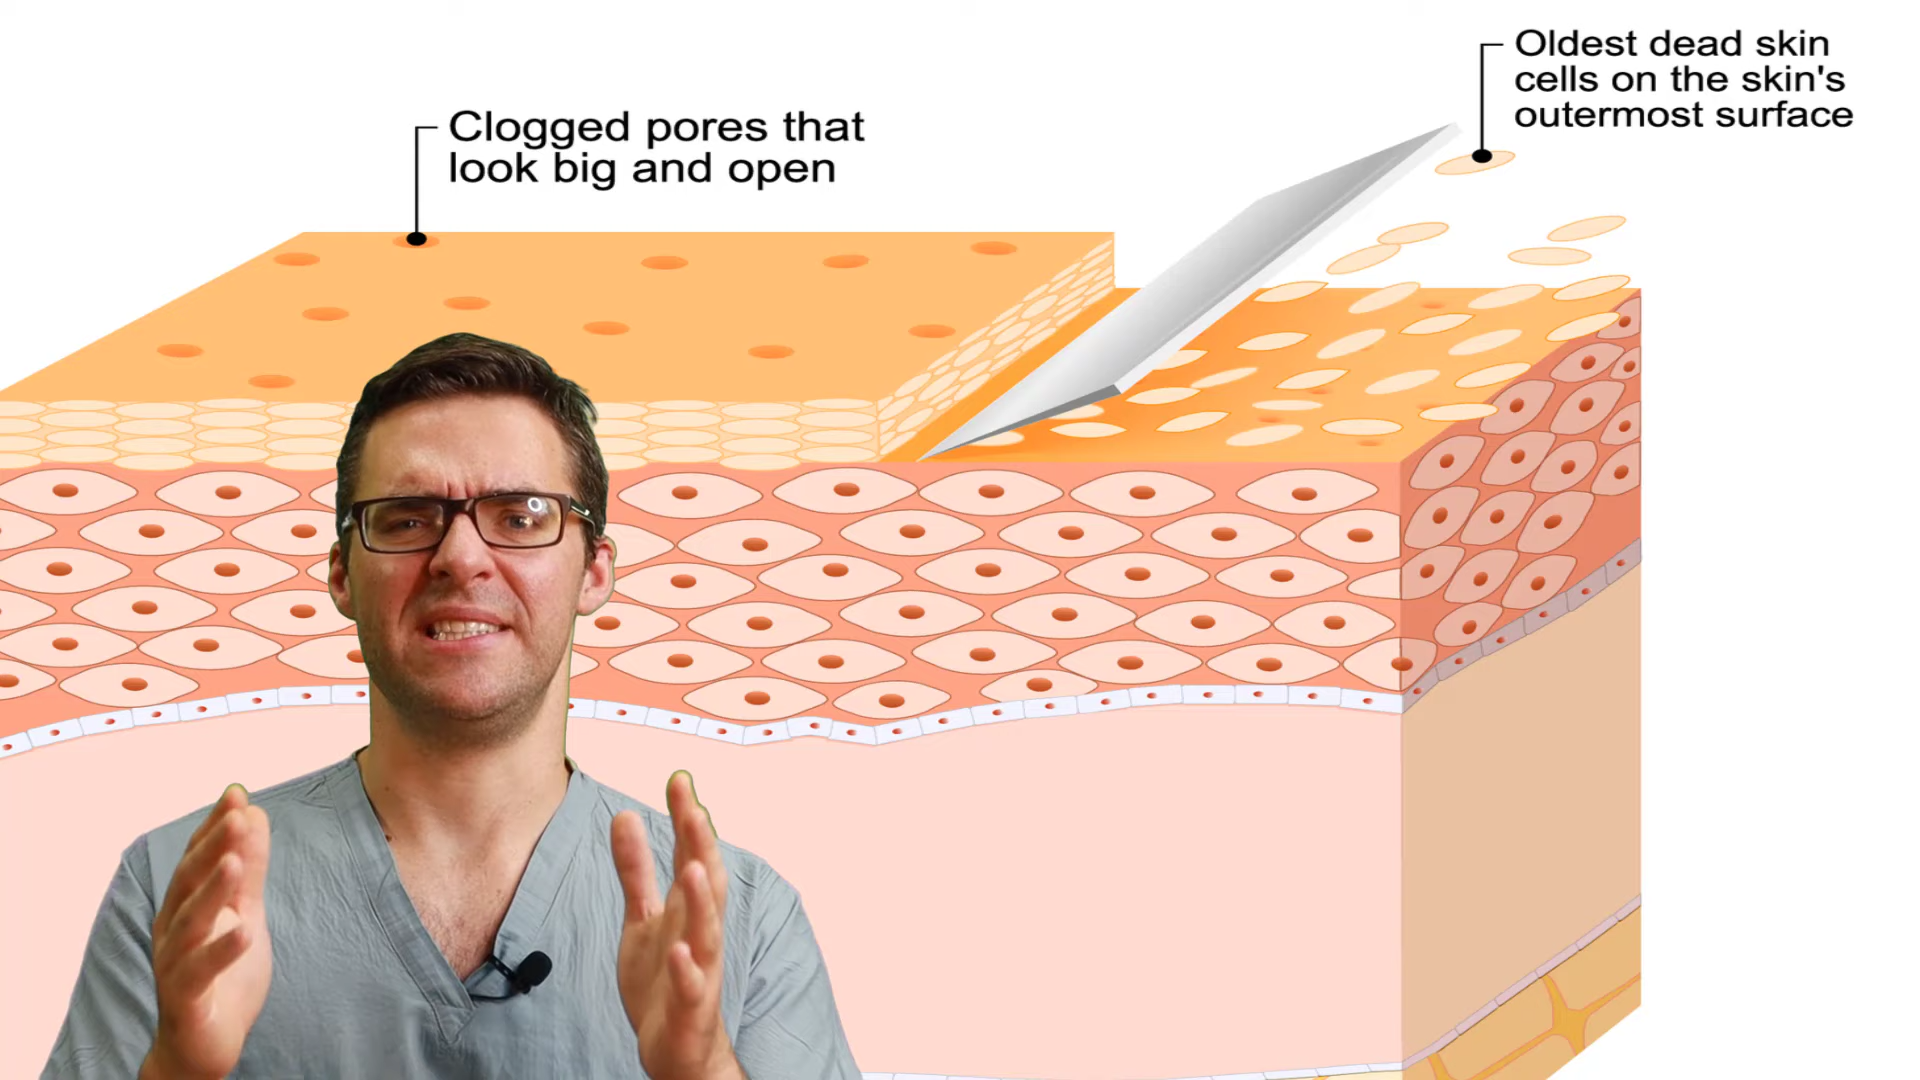 Clogged pores that
look big and open
Oldest dead skin
cells on the skin's
outermost surface